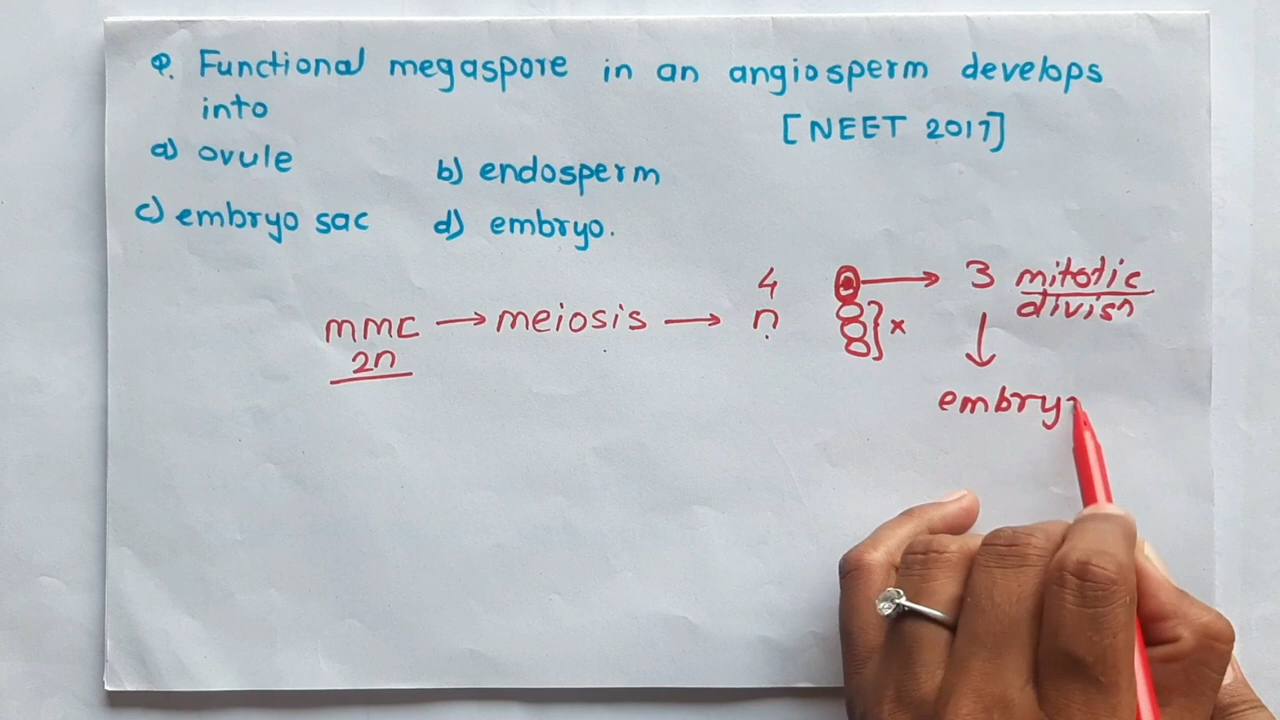 Q. Functional megaspore in an angiosperm develops
into
[NEET 2017]
a) ovule
b) endosperm
c) embryo sac
d) embryo.
mmc → meiosis → 4 n
2n
x
3 mitotic
divisn
↓
embry